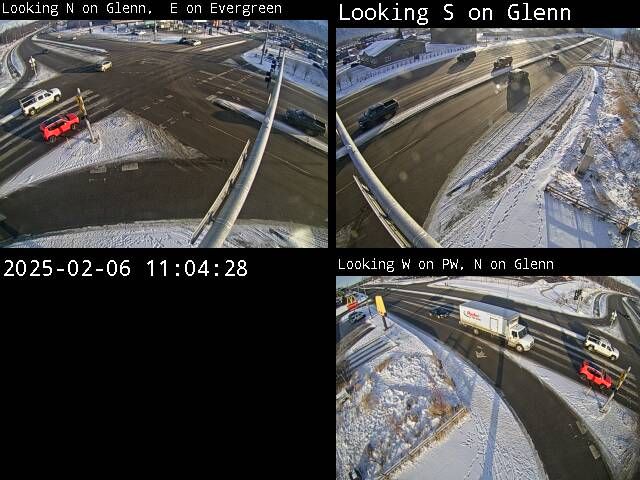 Looking N on Glenn,  E on Evergreen
Looking S on Glenn
2025-02-06 11:04:28
Looking W on PW, N on Glenn